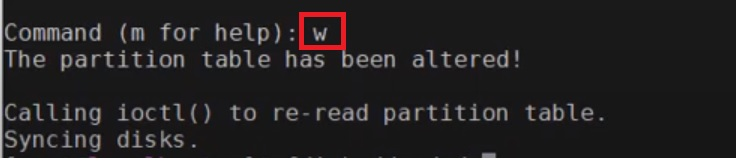 Command (m for help): w
The partition table has been altered!
Calling ioctl() to re-read partition table.
Syncing disks.